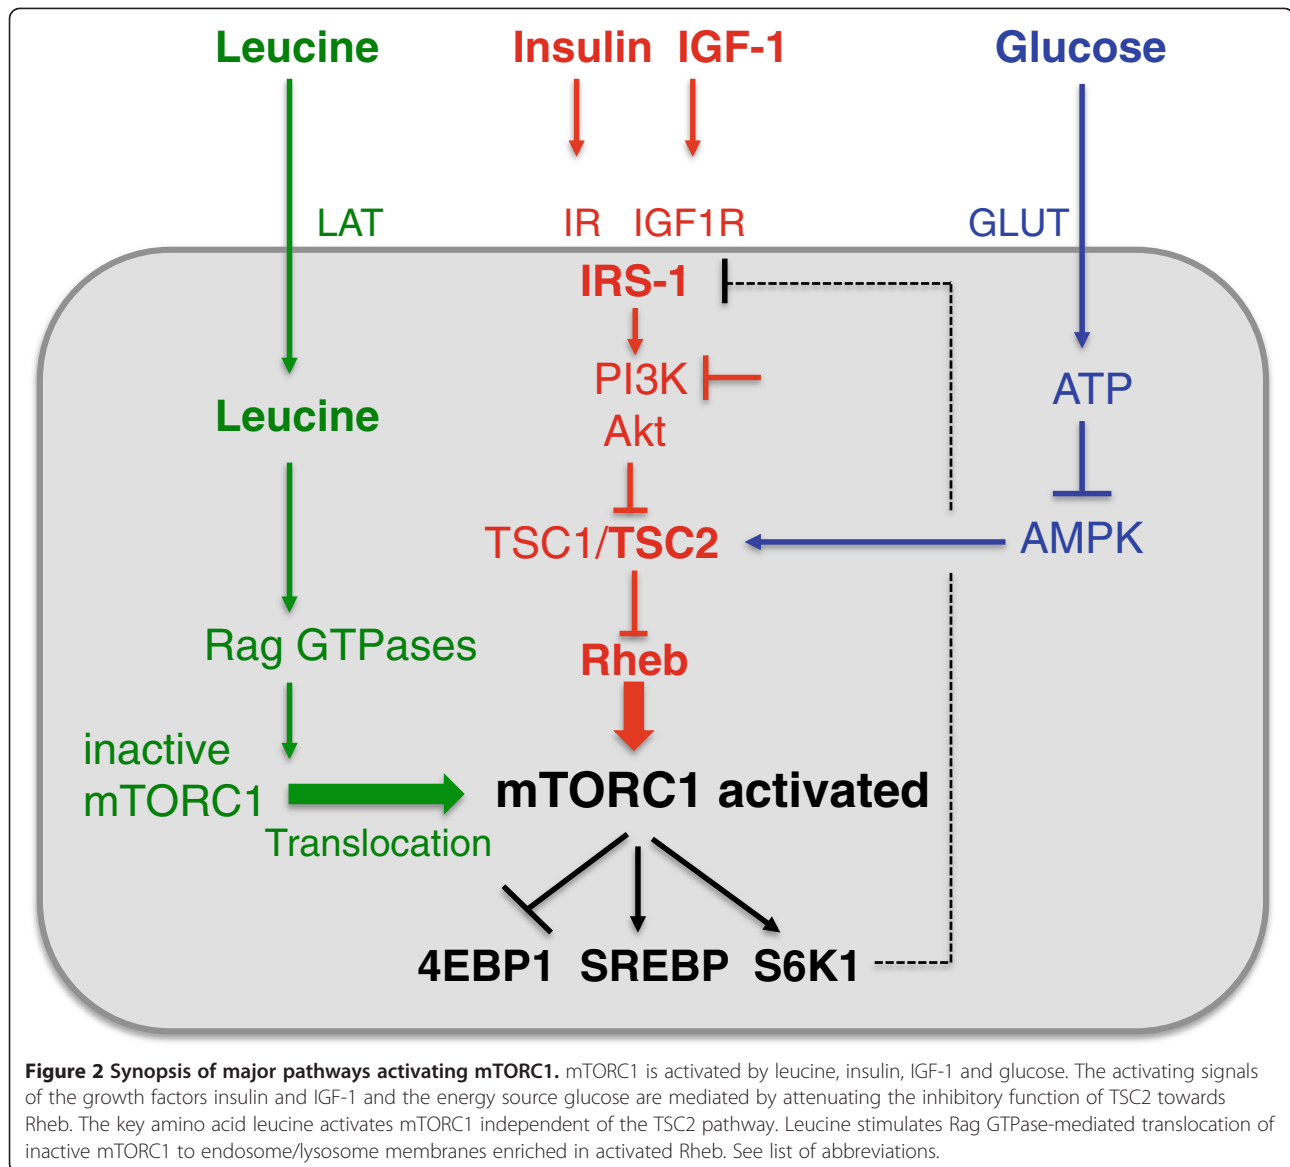 Leucine Insulin IGF-1 Glucose
LAT IR IGF1R GLUT
IRS-1
PI3K
ATP
Leucine
Akt
TSC1/TSC2 AMPK
Rag GTPases
Rheb
inactive
mTORC1
mTORC1 activated
Translocation
4EBP1 SREBP S6K1
Figure 2 Synopsis of major pathways activating mTORC1. mTORC1 is activated by leucine, insulin, IGF-1 and glucose. The activating signals
of the growth factors insulin and IGF-1 and the energy source glucose are mediated by attenuating the inhibitory function of TSC2 towards
Rheb. The key amino acid leucine activates mTORC1 independent of the TSC2 pathway. Leucine stimulates Rag GTPase-mediated translocation of
inactive mTORC1 to endosome/lysosome membranes enriched in activated Rheb. See list of abbreviations.